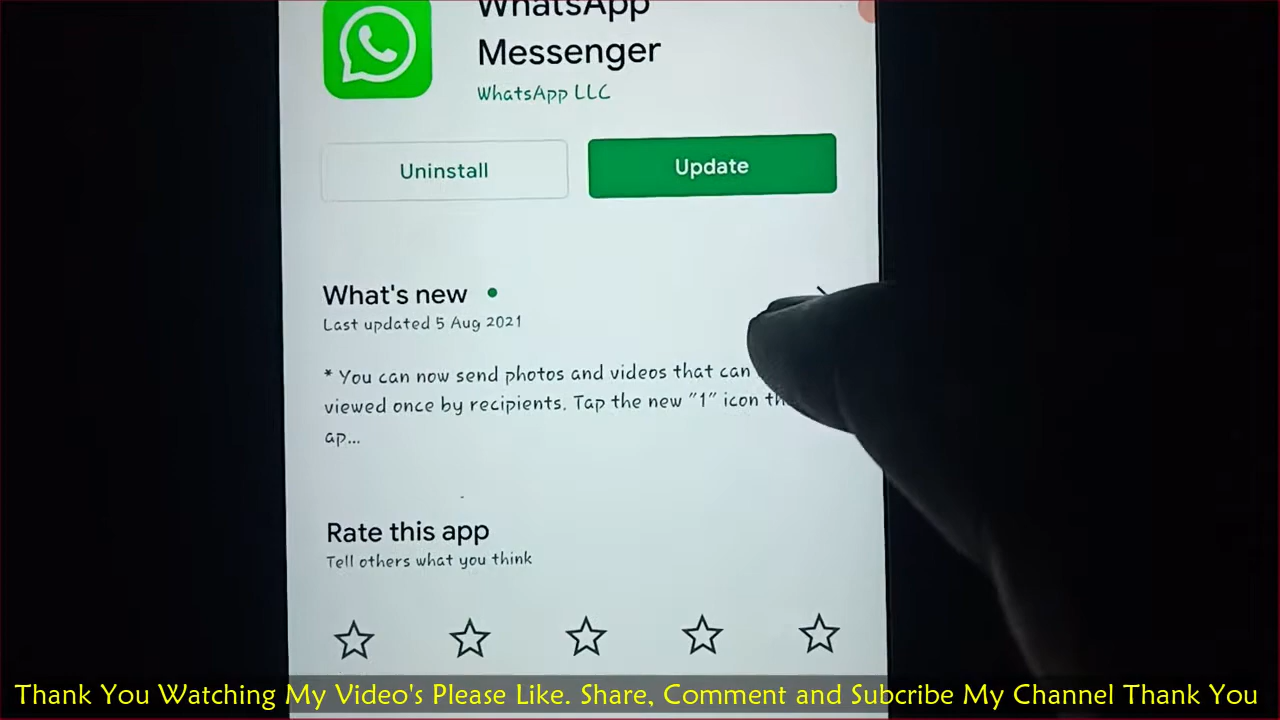 WhatsApp
Messenger
WhatsApp LLC
Uninstall
Update
What's new
Last updated 5 Aug 2021
* You can now send photos and videos that can
viewed once by recipients. Tap the new "1" icon
ap...
Rate this app
Tell others what you think
Thank You Watching My Video's Please Like. Share, Comment and Subcribe My Channel Thank You